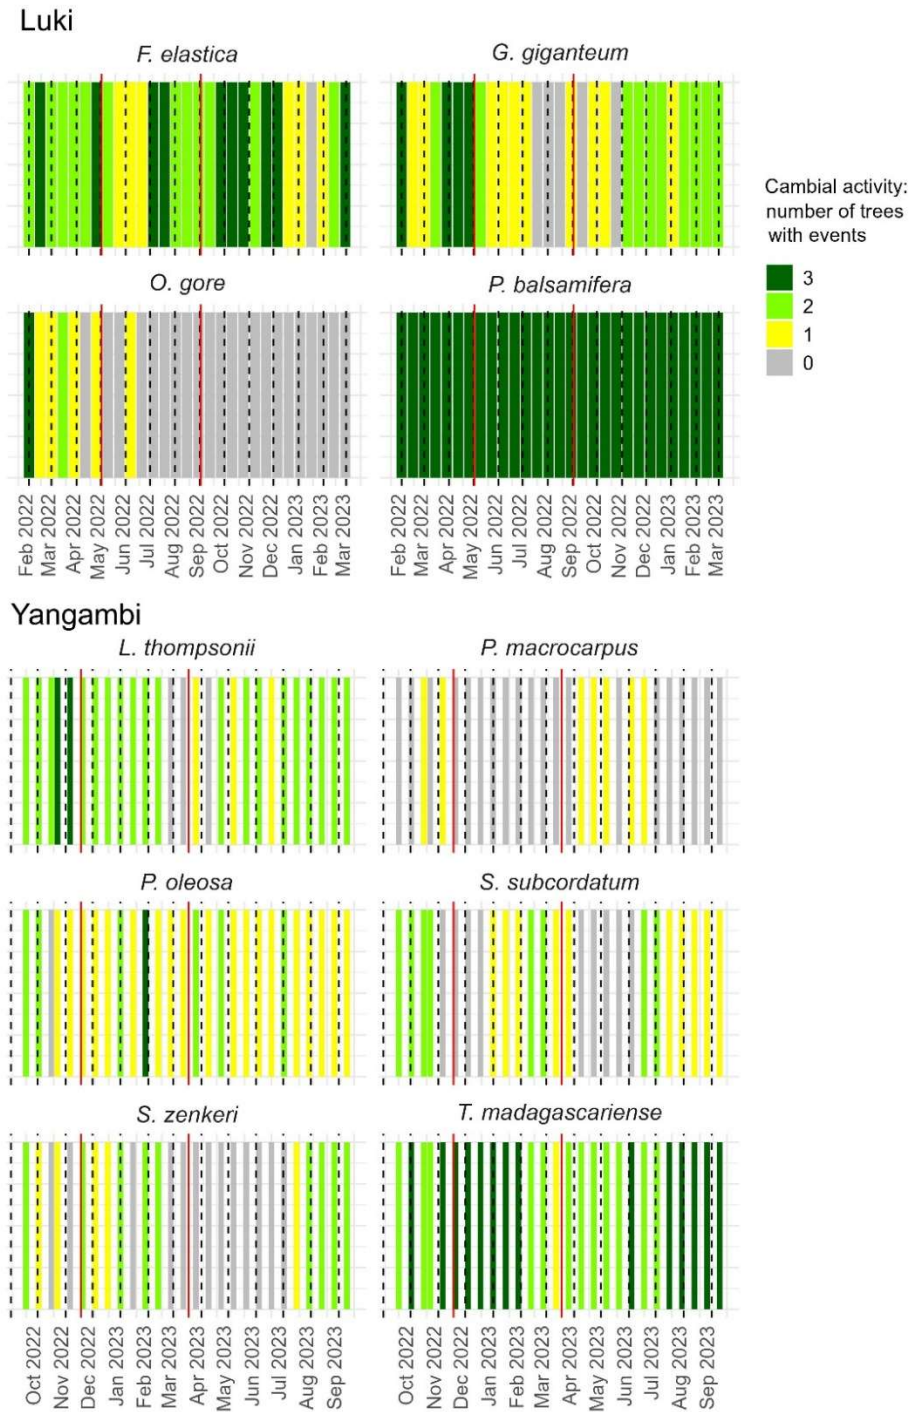 Luki
F. elastica
G. giganteum
Cambial activity:
number of trees
with events
3
2
1
0
O. gore
P. balsamifera
Feb 2022
Mar 2022
Apr 2022
May 2022
Jun 2022
Jul 2022
Aug 2022
Sep 2022
Oct 2022
Nov 2022
Dec 2022
Jan 2023
Feb 2023
Mar 2023
Feb 2022
Mar 2022
Apr 2022
May 2022
Jun 2022
Jul 2022
Aug 2022
Sep 2022
Oct 2022
Nov 2022
Dec 2022
Jan 2023
Feb 2023
Mar 2023
Yangambi
L. thompsonii
P. macrocarpus
P. oleosa
S. subcordatum
S. zenkeri
T. madagascariense
Oct 2022
Nov 2022
Dec 2022
Jan 2023
Feb 2023
Mar 2023
Apr 2023
May 2023
Jun 2023
Jul 2023
Aug 2023
Sep 2023
Oct 2022
Nov 2022
Dec 2022
Jan 2023
Feb 2023
Mar 2023
Apr 2023
May 2023
Jun 2023
Jul 2023
Aug 2023
Sep 2023